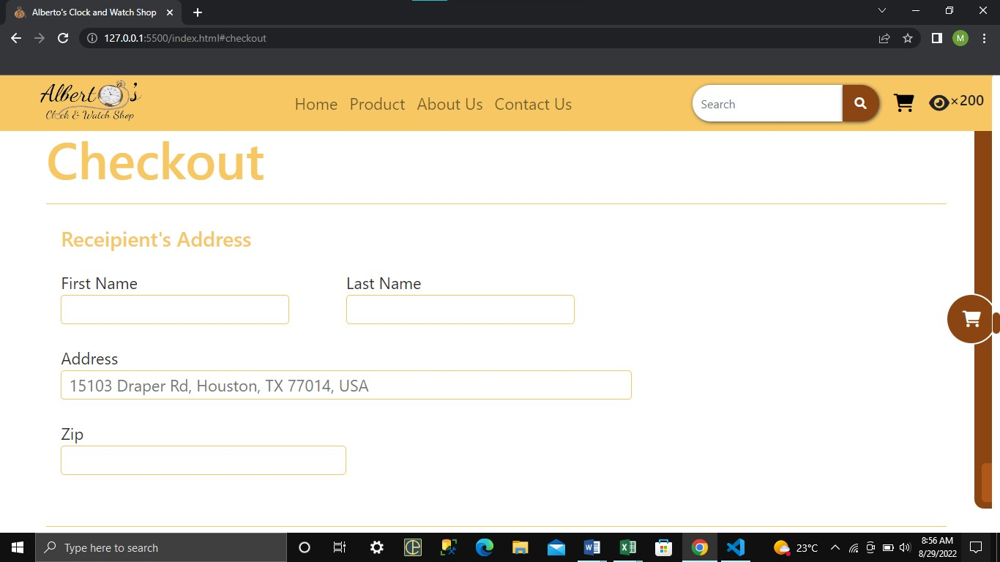 Alberto's Clock and Watch Shop
127.0.0.1:5500/index.html#checkout
M
Albert's
Clock & Watch Shop
Home Product About Us Contact Us
Search
×200
Checkout
Receipient's Address
First Name Last Name
Address
15103 Draper Rd, Houston, TX 77014, USA
Zip
Type here to search
23°C
8:56 AM
8/29/2022